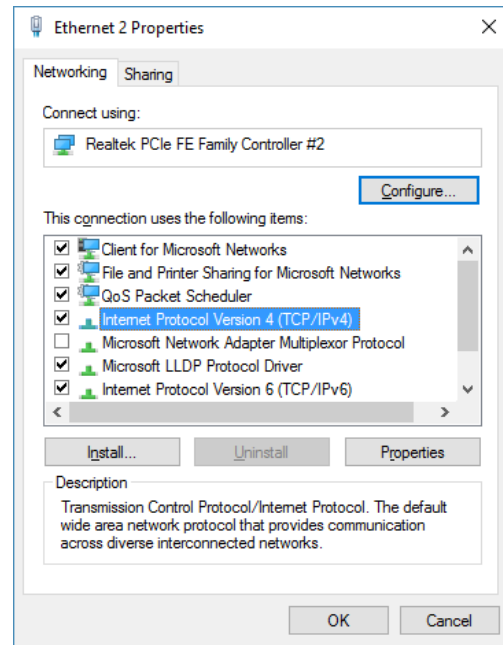 Ethernet 2 Properties
Networking
Sharing
Connect using:
Realtek PCIe FE Family Controller #2
Configure...
This connection uses the following items:
Client for Microsoft Networks
File and Printer Sharing for Microsoft Networks
QoS Packet Scheduler
Internet Protocol Version 4 (TCP/IPv4)
Microsoft Network Adapter Multiplexor Protocol
Microsoft LLDP Protocol Driver
Internet Protocol Version 6 (TCP/IPv6)
Install...
Uninstall
Properties
Description
Transmission Control Protocol/Internet Protocol. The default
wide area network protocol that provides communication
across diverse interconnected networks.
OK
Cancel